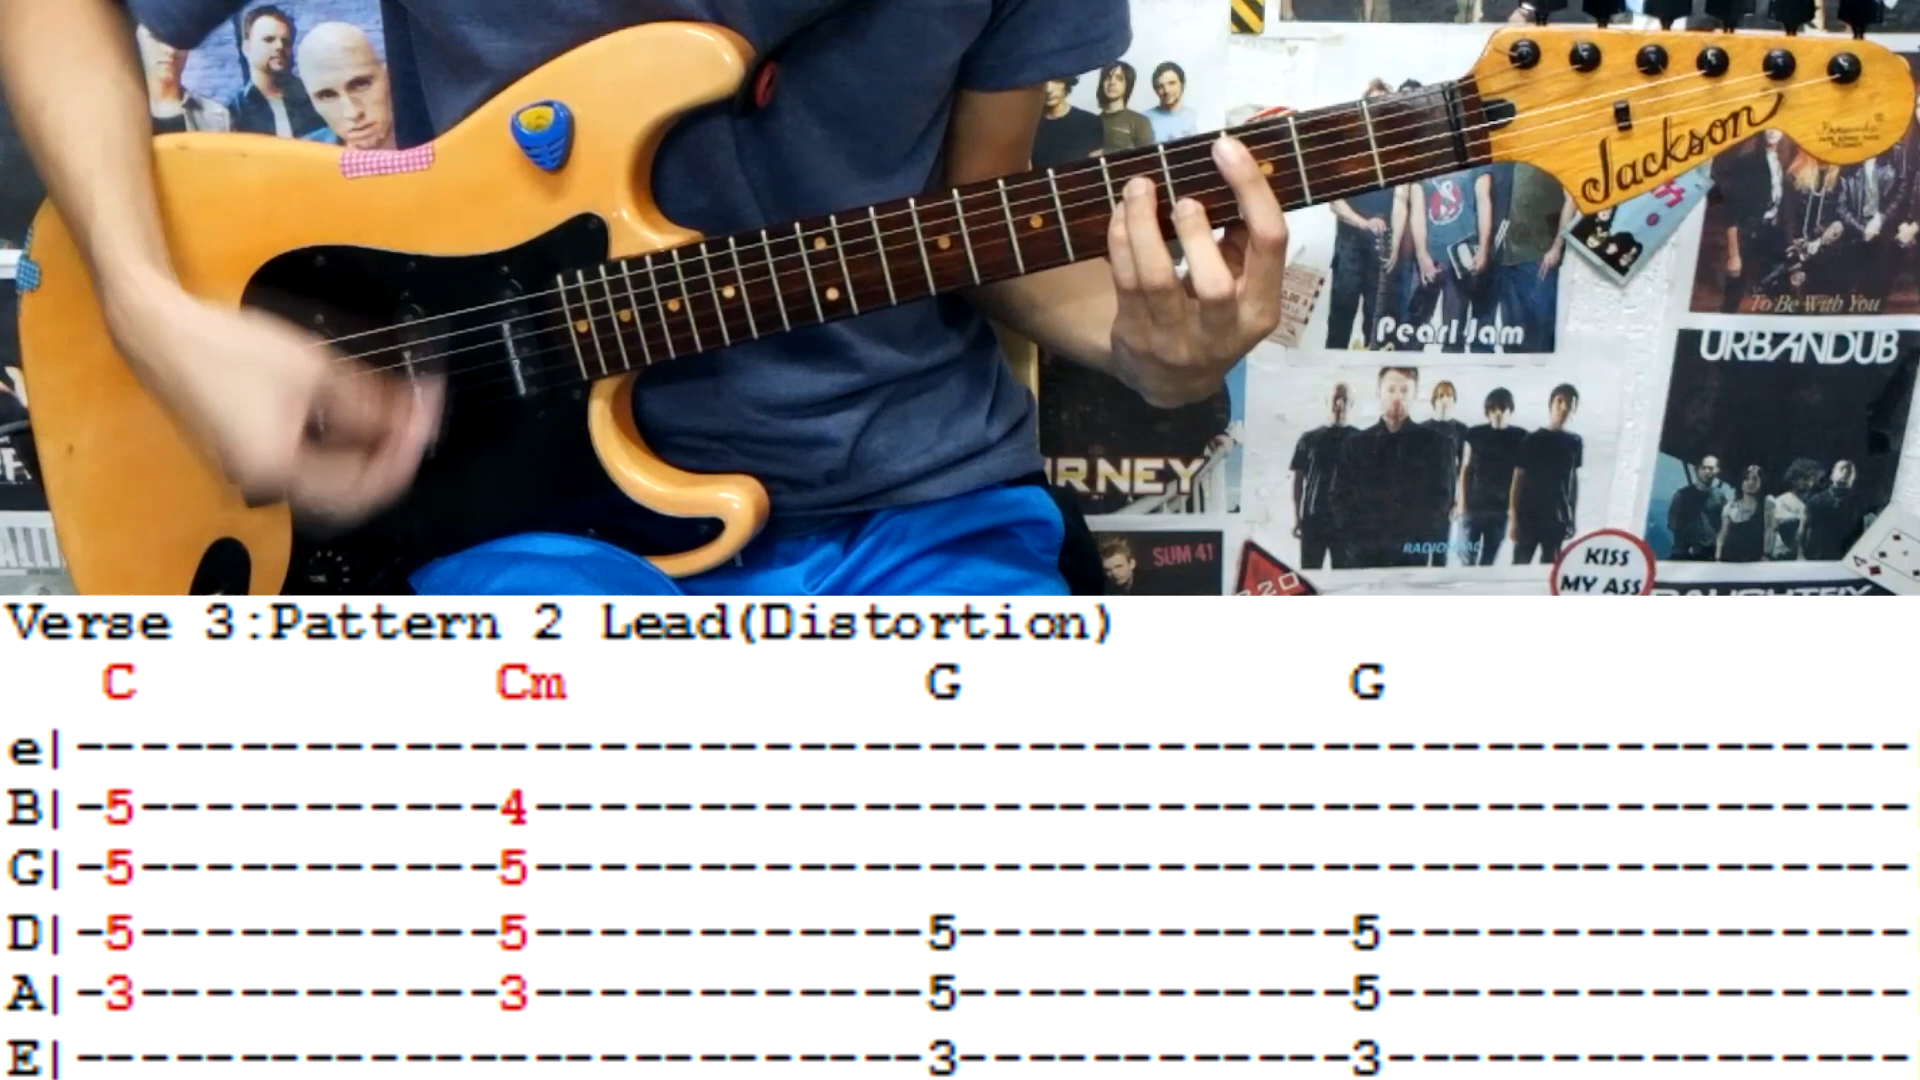 Jackson
Pearl Jam
To Be With You
URBANDUB
RNEY
RADIOHEAD
SUM 41
KISS
MY ASS
Verse 3:Pattern 2 Lead(Distortion)
C Cm G G
e|---------------------------------------------------------
B|-5-----------4-------------------------------------------
G|-5-----------5-------------------------------------------
D|-5-----------5------------5------------5----------------
A|-3-----------3------------5------------5----------------
E|--------------------------3------------3----------------